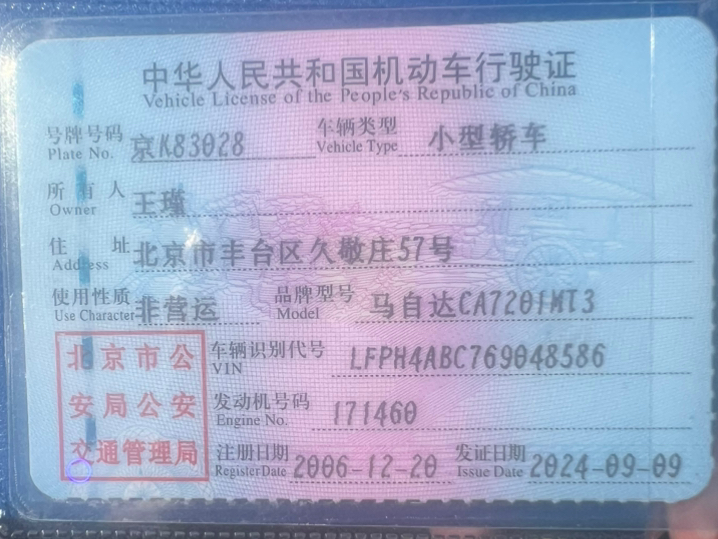 中华人民共和国机动车行驶证
Vehicle License of the People's Republic of China
号牌号码 Plate No. 京K83028 车辆类型 Vehicle Type 小型轿车
所有人 Owner 王瑾
住址 Address 北京市丰台区久敬庄57号
使用性质 Use Character 非营运 品牌型号 Model 马自达CA7201MT3
北京市公安局公安交通管理局
车辆识别代号 VIN LFPH4ABC769048586
发动机号码 Engine No. 171460
注册日期 Register Date 2006-12-20 发证日期 Issue Date 2024-09-09